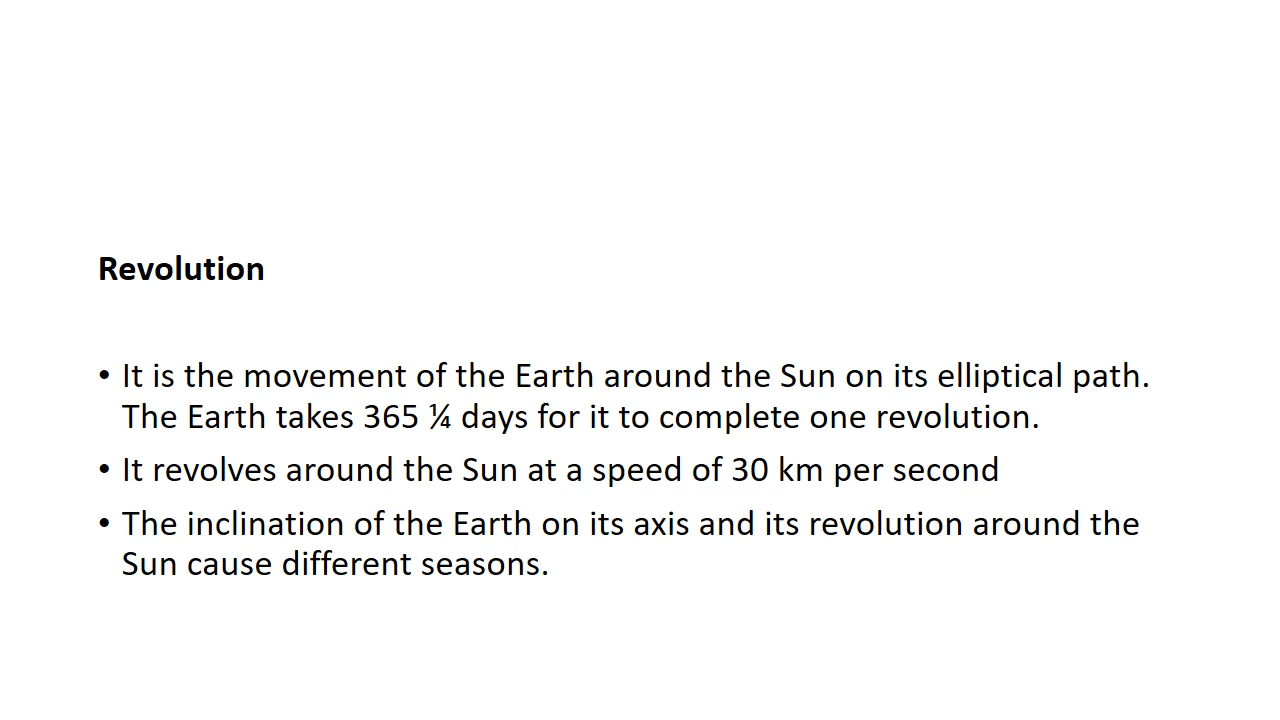 Revolution
• It is the movement of the Earth around the Sun on its elliptical path.
The Earth takes 365 ¼ days for it to complete one revolution.
• It revolves around the Sun at a speed of 30 km per second
• The inclination of the Earth on its axis and its revolution around the
Sun cause different seasons.